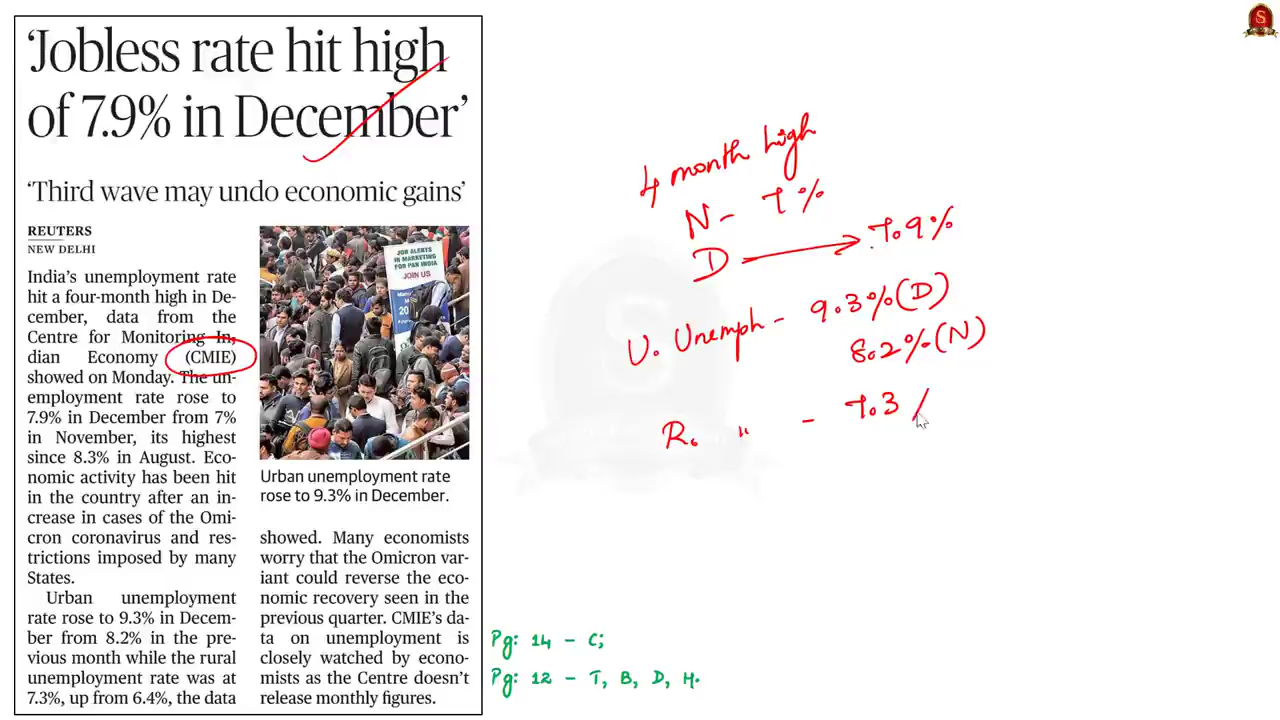 ‘Jobless rate hit high
of 7.9% in December’
‘Third wave may undo economic gains’
REUTERS
NEW DELHI
India’s unemployment rate
hit a four-month high in De-
cember, data from the
Centre for Monitoring In-
dian Economy (CMIE)
showed on Monday. The un-
employment rate rose to
7.9% in December from 7%
in November, its highest
since 8.3% in August. Eco-
nomic activity has been hit
in the country after an in-
crease in cases of the Omi-
cron coronavirus and res-
trictions imposed by many
States.
Urban unemployment
rate rose to 9.3% in Decem-
ber from 8.2% in the pre-
vious month while the rural
unemployment rate was at
7.3%, up from 6.4%, the data
JOB ALERTS
IN MARKETING
FOR PAN INDIA
JOIN US
Urban unemployment rate
rose to 9.3% in December.
showed. Many economists
worry that the Omicron var-
iant could reverse the eco-
nomic recovery seen in the
previous quarter. CMIE’s da-
ta on unemployment is
closely watched by econo-
mists as the Centre doesn’t
release monthly figures.
4 month high
N- 7%
D → 7.9%
U. Unemph - 9.3% (D)
8.2% (N)
R. " - 7.3
Pg: 14 - C;
Pg: 12 - T, B, D, H.
S